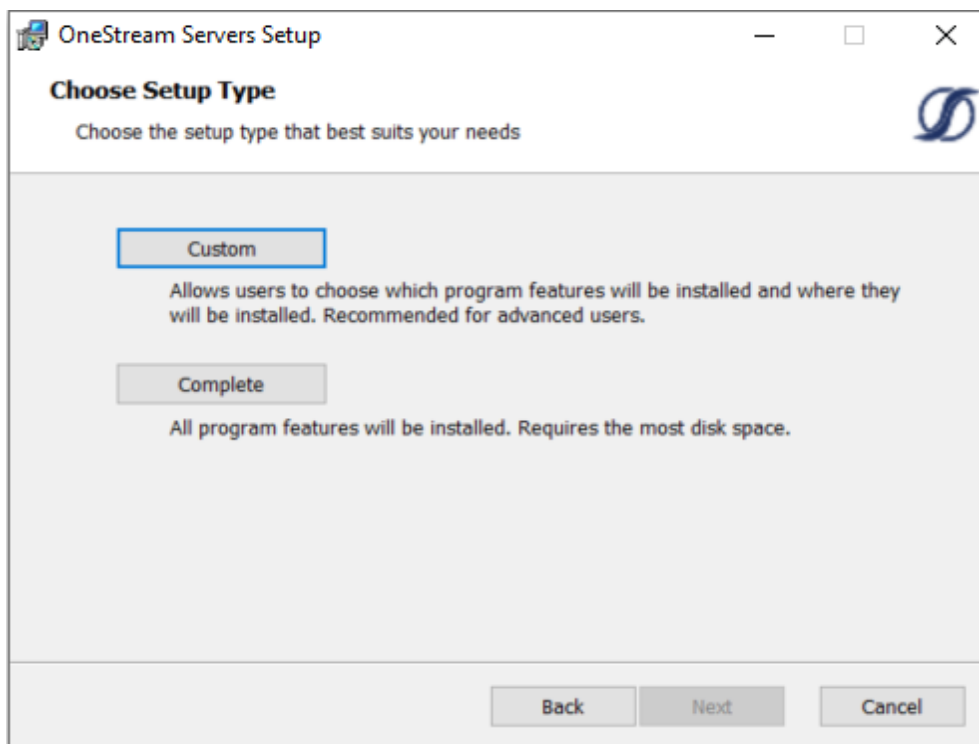 OneStream Servers Setup
Choose Setup Type
Choose the setup type that best suits your needs
Custom
Allows users to choose which program features will be installed and where they
will be installed. Recommended for advanced users.
Complete
All program features will be installed. Requires the most disk space.
Back
Next
Cancel